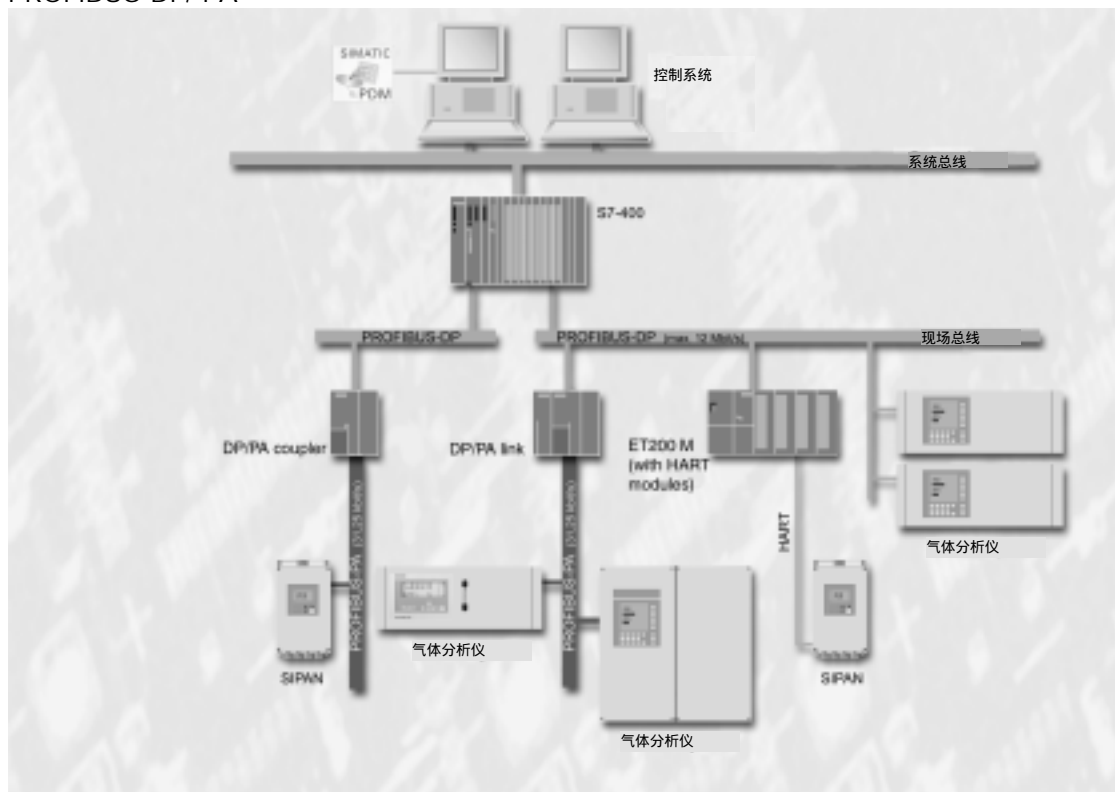 PROFIBUS DP/PA
SIMATIC
PDM
控制系统
系统总线
S7-400
PROFIBUS-DP
PROFIBUS-DP (max. 12 Mbit/s)
现场总线
DP/PA coupler
DP/PA link
ET200 M
(with HART
modules)
PROFIBUS-PA (31,25 kbit/s)
PROFIBUS-PA (31,25 kbit/s)
HART
气体分析仪
气体分析仪
SIPAN
SIPAN
气体分析仪